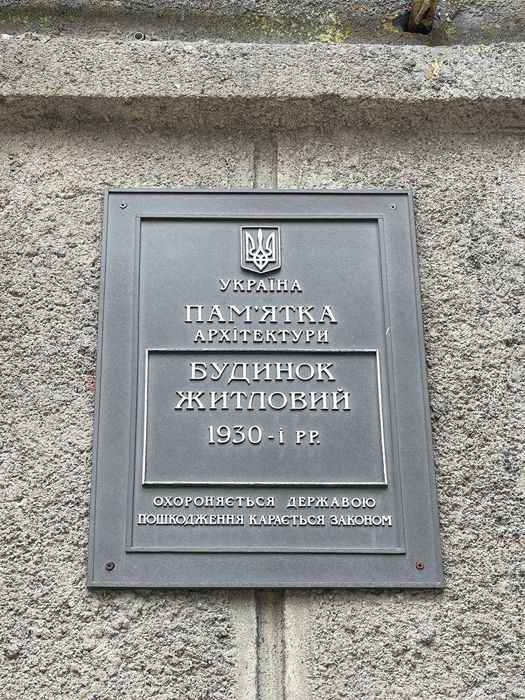 УКРАЇНА
ПАМ'ЯТКА
АРХІТЕКТУРИ
БУДИНОК
ЖИТЛОВИЙ
1930-і РР.
ОХОРОНЯЄТЬСЯ ДЕРЖАВОЮ
ПОШКОДЖЕННЯ КАРАЄТЬСЯ ЗАКОНОМ